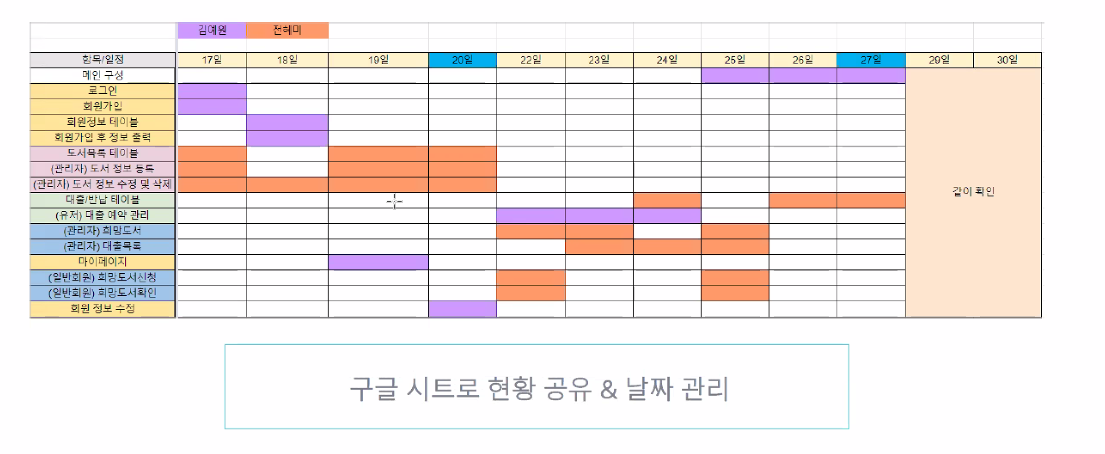 김예원 전혜미
항목/일정 17일 18일 19일 20일 22일 23일 24일 25일 26일 27일 29일 30일
메인 구성
로그인
회원가입
회원정보 테이블
회원가입 후 정보 출력
도서목록 테이블
(관리자) 도서 정보 등록
(관리자) 도서 정보 수정 및 삭제
대출/반납 테이블
같이 확인
(유저) 대출 예약 관리
(관리자) 희망도서
(관리자) 대출목록
마이페이지
(일반회원) 희망도서신청
(일반회원) 희망도서확인
회원 정보 수정
구글 시트로 현황 공유 & 날짜 관리